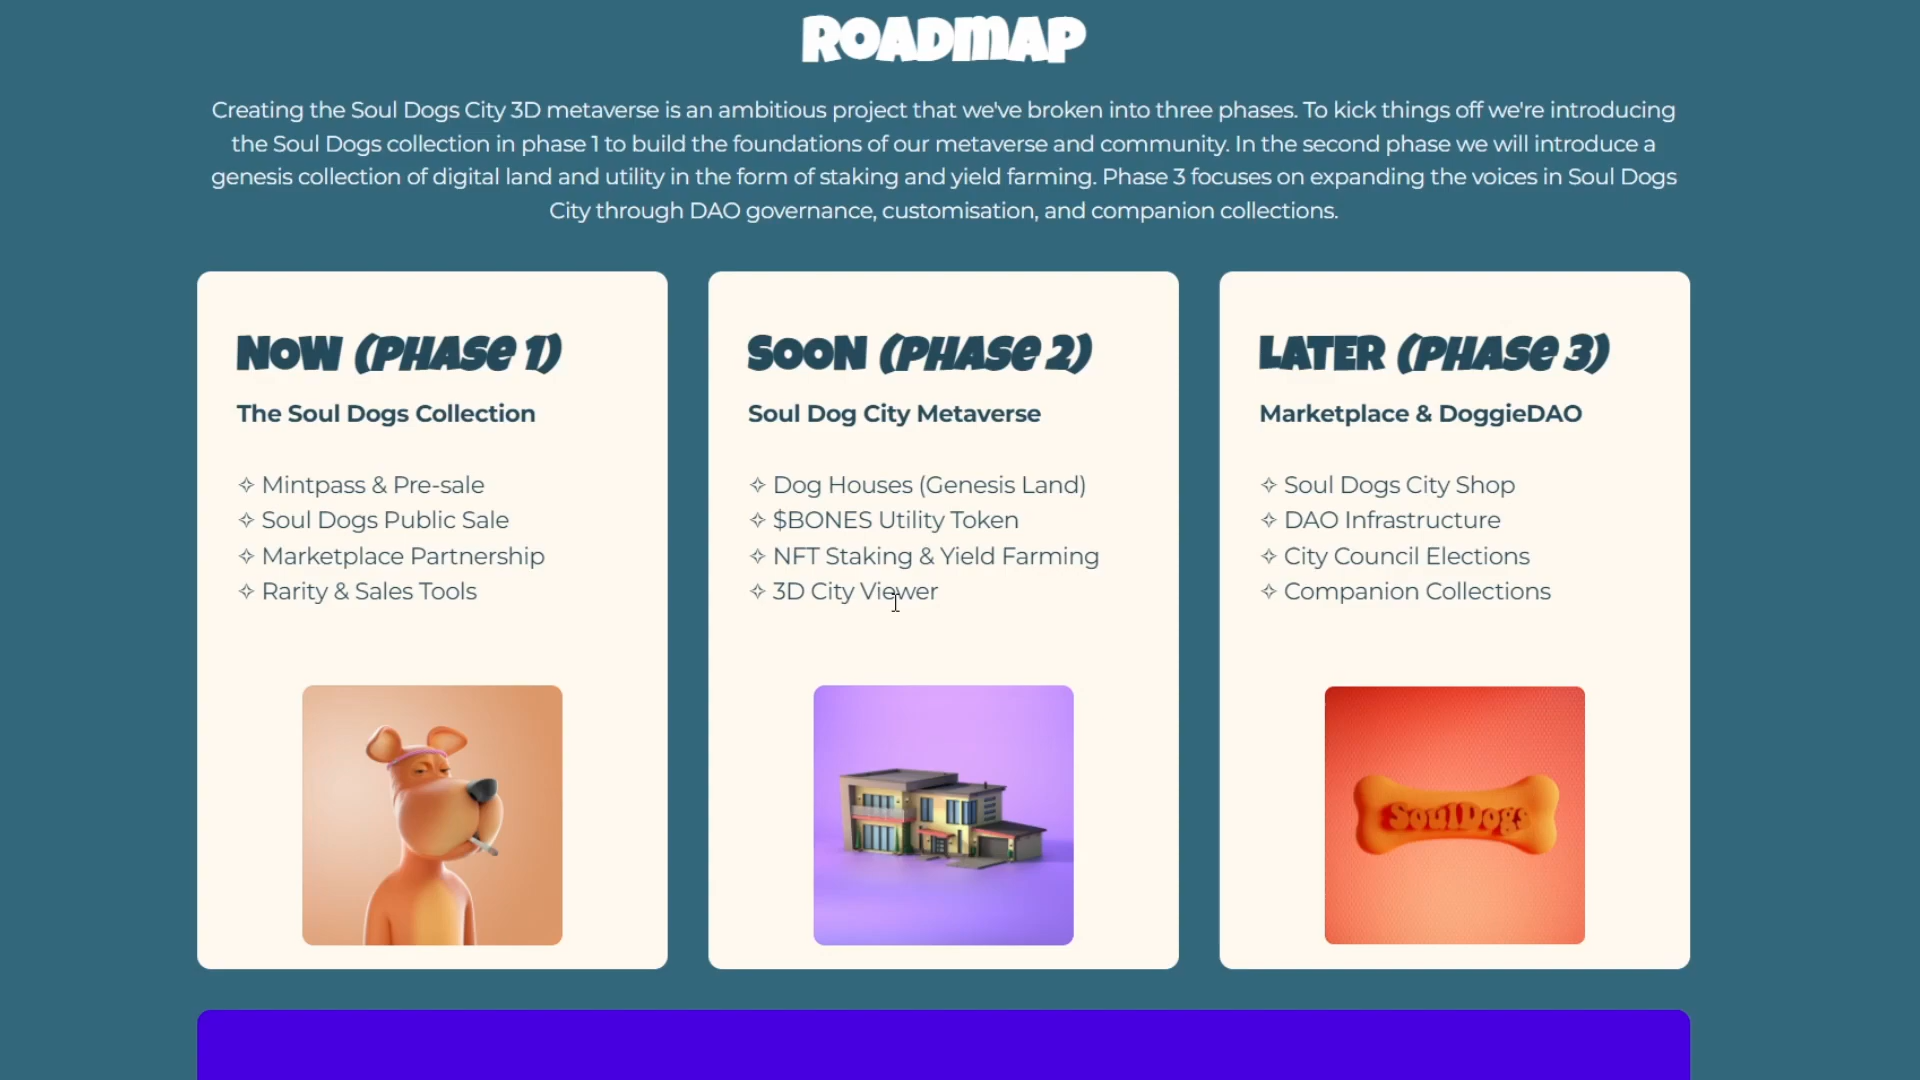 ROADMAP
Creating the Soul Dogs City 3D metaverse is an ambitious project that we've broken into three phases. To kick things off we're introducing
the Soul Dogs collection in phase 1 to build the foundations of our metaverse and community. In the second phase we will introduce a
genesis collection of digital land and utility in the form of staking and yield farming. Phase 3 focuses on expanding the voices in Soul Dogs
City through DAO governance, customisation, and companion collections.
NOW (PHASE 1)
The Soul Dogs Collection
✧ Mintpass & Pre-sale
✧ Soul Dogs Public Sale
✧ Marketplace Partnership
✧ Rarity & Sales Tools
SOON (PHASE 2)
Soul Dog City Metaverse
✧ Dog Houses (Genesis Land)
✧ $BONES Utility Token
✧ NFT Staking & Yield Farming
✧ 3D City Viewer
LATER (PHASE 3)
Marketplace & DoggieDAO
✧ Soul Dogs City Shop
✧ DAO Infrastructure
✧ City Council Elections
✧ Companion Collections
SoulDogs